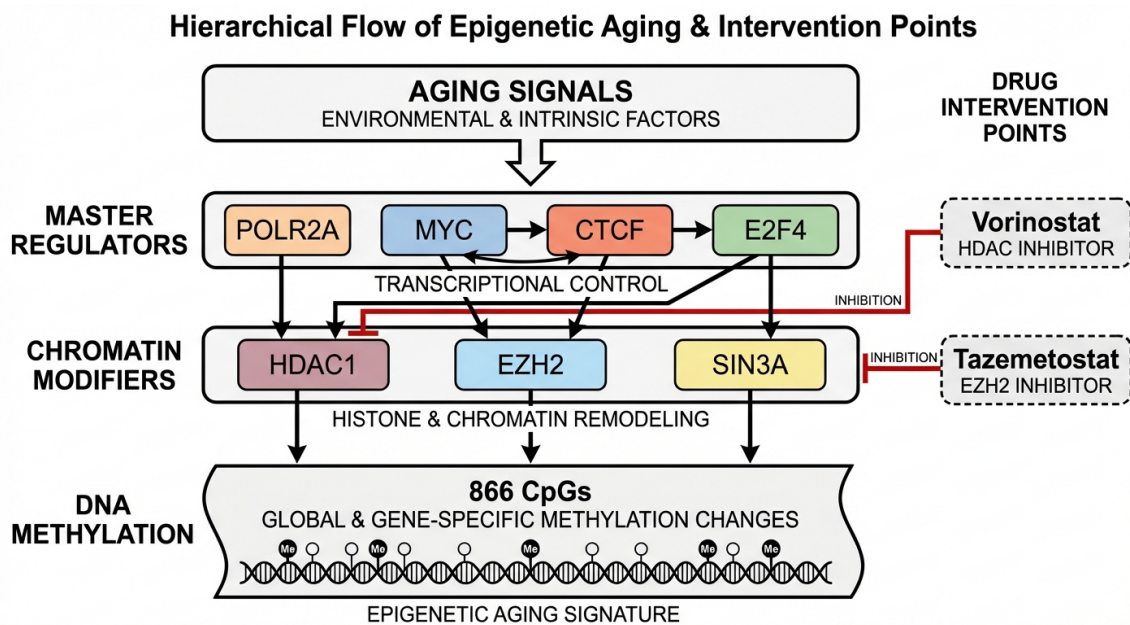 Hierarchical Flow of Epigenetic Aging & Intervention Points
AGING SIGNALS
ENVIRONMENTAL & INTRINSIC FACTORS
DRUG
INTERVENTION
POINTS
MASTER
REGULATORS
POLR2A
MYC
CTCF
E2F4
TRANSCRIPTIONAL CONTROL
Vorinostat
HDAC INHIBITOR
INHIBITION
CHROMATIN
MODIFIERS
HDAC1
EZH2
SIN3A
INHIBITION
Tazemetostat
EZH2 INHIBITOR
HISTONE & CHROMATIN REMODELING
DNA
METHYLATION
866 CpGs
GLOBAL & GENE-SPECIFIC METHYLATION CHANGES
Me
Me
Me
Me
Me
EPIGENETIC AGING SIGNATURE